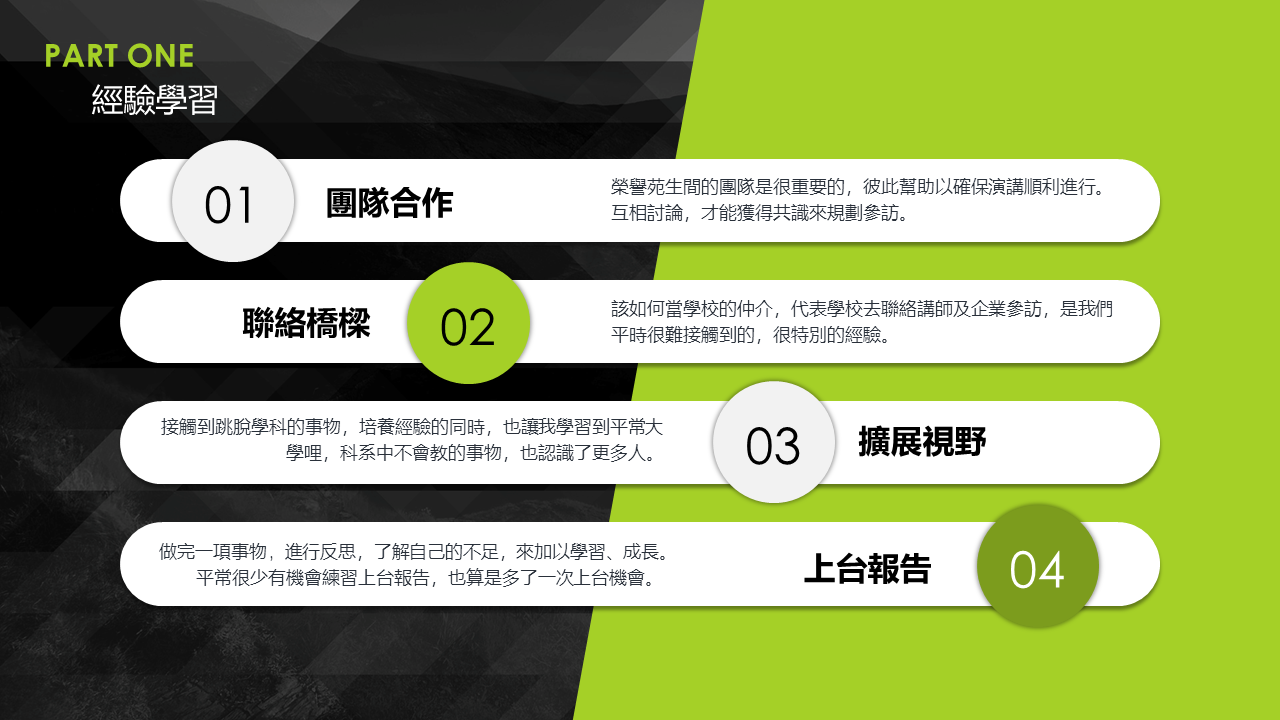 PART ONE
經驗學習
01
團隊合作
榮譽苑生間的團隊是很重要的，彼此幫助以確保演講順利進行。
互相討論，才能獲得共識來規劃參訪。
聯絡橋樑
02
該如何當學校的仲介，代表學校去聯絡講師及企業參訪，是我們
平時很難接觸到的，很特別的經驗。
接觸到跳脫學科的事物，培養經驗的同時，也讓我學習到平常大
學哩，科系中不會教的事物，也認識了更多人。
03
擴展視野
做完一項事物，進行反思，了解自己的不足，來加以學習、成長。
平常很少有機會練習上台報告，也算是多了一次上台機會。
上台報告
04